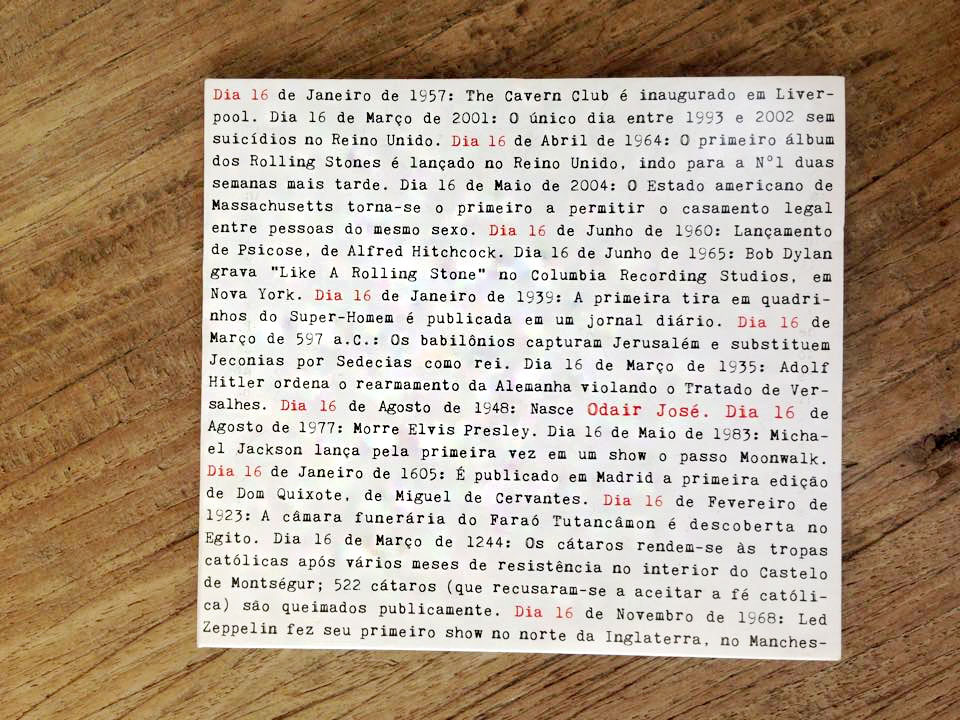 Dia 16 de Janeiro de 1957: The Cavern Club é inaugurado em Liver-
pool. Dia 16 de Março de 2001: O único dia entre 1993 e 2002 sem
suicídios no Reino Unido. Dia 16 de Abril de 1964: O primeiro álbum
dos Rolling Stones é lançado no Reino Unido, indo para a Nº1 duas
semanas mais tarde. Dia 16 de Maio de 2004: O Estado americano de
Massachusetts torna-se o primeiro a permitir o casamento legal
entre pessoas do mesmo sexo. Dia 16 de Junho de 1960: Lançamento
de Psicose, de Alfred Hitchcock. Dia 16 de Junho de 1965: Bob Dylan
grava "Like A Rolling Stone" no Columbia Recording Studios, em
Nova York. Dia 16 de Janeiro de 1939: A primeira tira em quadri-
nhos do Super-Homem é publicada em um jornal diário. Dia 16 de
Março de 597 a.C.: Os babilônios capturam Jerusalém e substituem
Jeconias por Sedecias como rei. Dia 16 de Março de 1935: Adolf
Hitler ordena o rearmamento da Alemanha violando o Tratado de Ver-
salhes. Dia 16 de Agosto de 1948: Nasce Odair José. Dia 16 de
Agosto de 1977: Morre Elvis Presley. Dia 16 de Maio de 1983: Micha-
el Jackson lança pela primeira vez em um show o passo Moonwalk.
Dia 16 de Janeiro de 1605: É publicado em Madrid a primeira edição
de Dom Quixote, de Miguel de Cervantes. Dia 16 de Fevereiro de
1923: A câmara funerária do Faraó Tutancâmon é descoberta no
Egito. Dia 16 de Março de 1244: Os cátaros rendem-se às tropas
católicas após vários meses de resistência no interior do Castelo
de Montségur; 522 cátaros (que recusaram-se a aceitar a fé católi-
ca) são queimados publicamente. Dia 16 de Novembro de 1968: Led
Zeppelin fez seu primeiro show no norte da Inglaterra, no Manches-